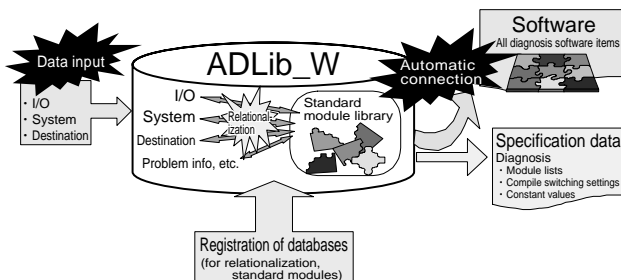 Data input
・I/O
・System
・Destination
ADLib_W
I/O
System
Destination
Problem info, etc.
Relational-
ization
Standard
module library
Automatic
connection
Software
All diagnosis software items
Specification data
Diagnosis
・Module lists
・Compile switching settings
・Constant values
Registration of databases
(for relationalization,
standard modules)